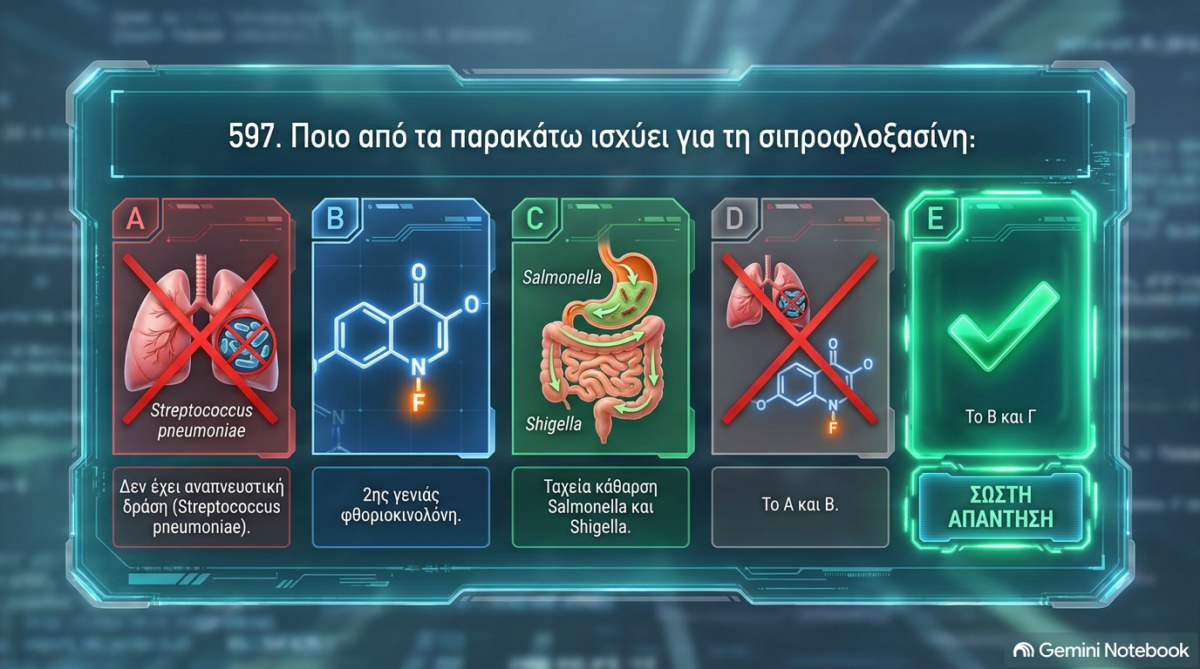 597. Ποιο από τα παρακάτω ισχύει για τη σιπροφλοξασίνη:
A
B
C
D
E
Streptococcus
pneumoniae
O
O
N
F
N
Salmonella
Shigella
O
O
O
N
F
Το Β και Γ
Δεν έχει αναπνευστική
δράση (Streptococcus
pneumoniae).
2ης γενιάς
φθοριοκινολόνη.
Ταχεία κάθαρση
Salmonella και
Shigella.
Το Α και Β.
ΣΩΣΤΗ
ΑΠΑΝΤΗΣΗ
Gemini Notebook